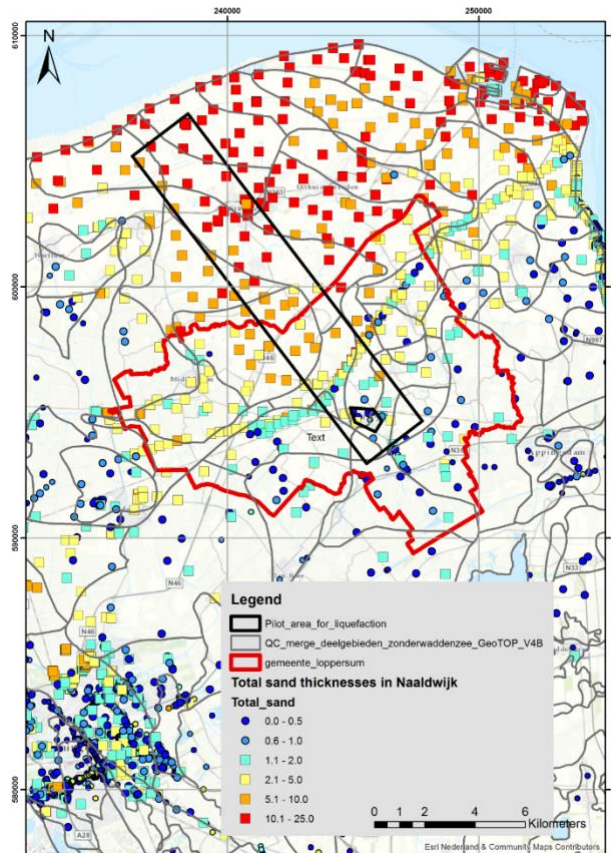 240000 250000
610000
N
600000
Text
N33
590000
N46
N33
N46
580000
A28
Legend
Pilot_area_for_liquefaction
QC_merge_deelgebieden_zonderwaddenzee_GeoTOP_V4B
gemeente_loppersum
Total sand thicknesses in Naaldwijk
Total_sand
0.0 - 0.5
0.6 - 1.0
1.1 - 2.0
2.1 - 5.0
5.1 - 10.0
10.1 - 25.0
0 1 2 4 6
Kilometers
Esri Nederland & Community Maps Contributors